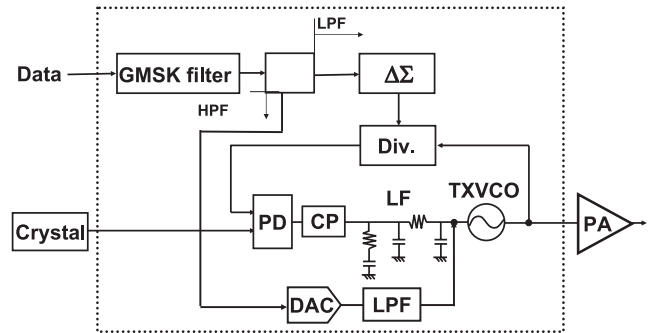 LPF
Data
GMSK filter
ΔΣ
HPF
Div.
TXVCO
LF
PD
CP
PA
Crystal
DAC
LPF